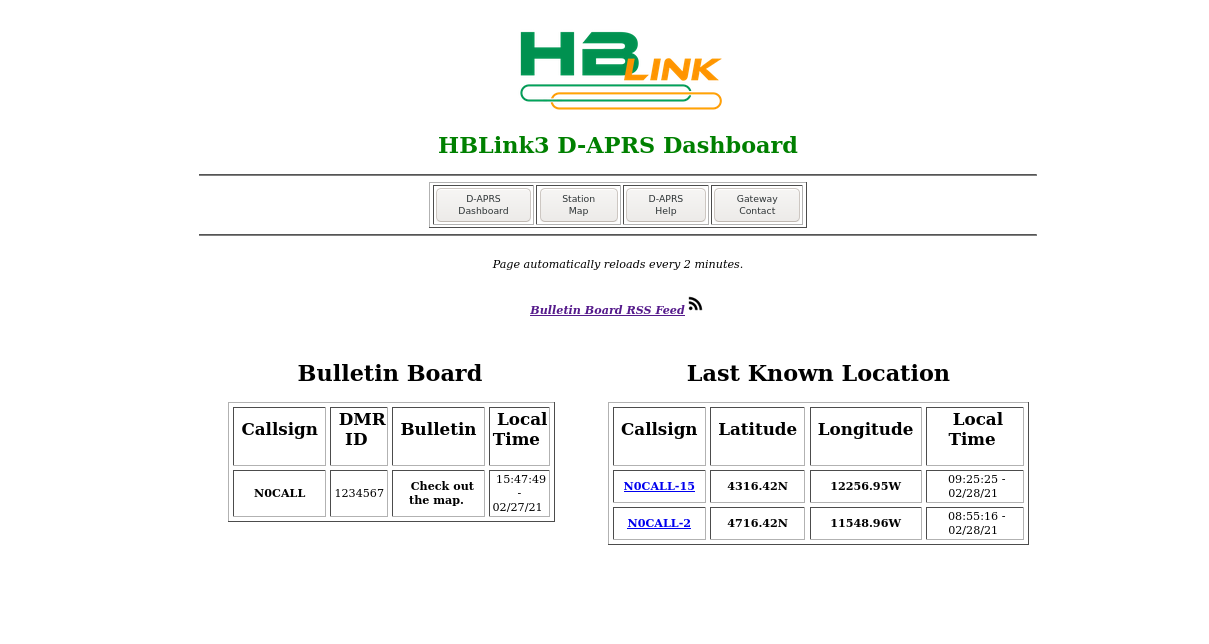 HB LINK
HBLink3 D-APRS Dashboard
D-APRS Dashboard
Station Map
D-APRS Help
Gateway Contact
Page automatically reloads every 2 minutes.
Bulletin Board RSS Feed
Bulletin Board
Callsign DMR ID Bulletin Local Time
N0CALL 1234567 Check out the map. 15:47:49 - 02/27/21
Last Known Location
Callsign Latitude Longitude Local Time
N0CALL-15 4316.42N 12256.95W 09:25:25 - 02/28/21
N0CALL-2 4716.42N 11548.96W 08:55:16 - 02/28/21